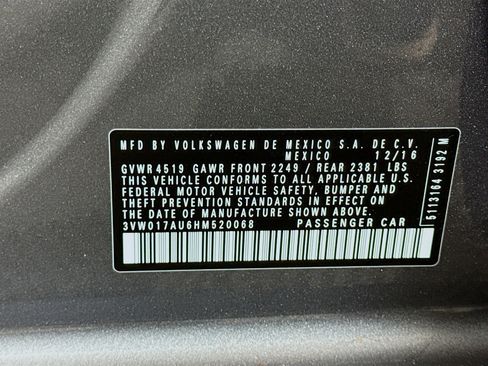 MFD BY VOLKSWAGEN DE MEXICO S.A. DE C.V.
MEXICO 12/16
GVWR 4519 GAWR FRONT 2249 / REAR 2381 LBS
THIS VEHICLE CONFORMS TO ALL APPLICABLE U.S.
FEDERAL MOTOR VEHICLE SAFETY, BUMPER AND
THEFT PREVENTION STANDARDS IN EFFECT ON
THE DATE OF MANUFACTURE SHOWN ABOVE.
3VW017AU6HM520068 PASSENGER CAR
5113164 3192 M